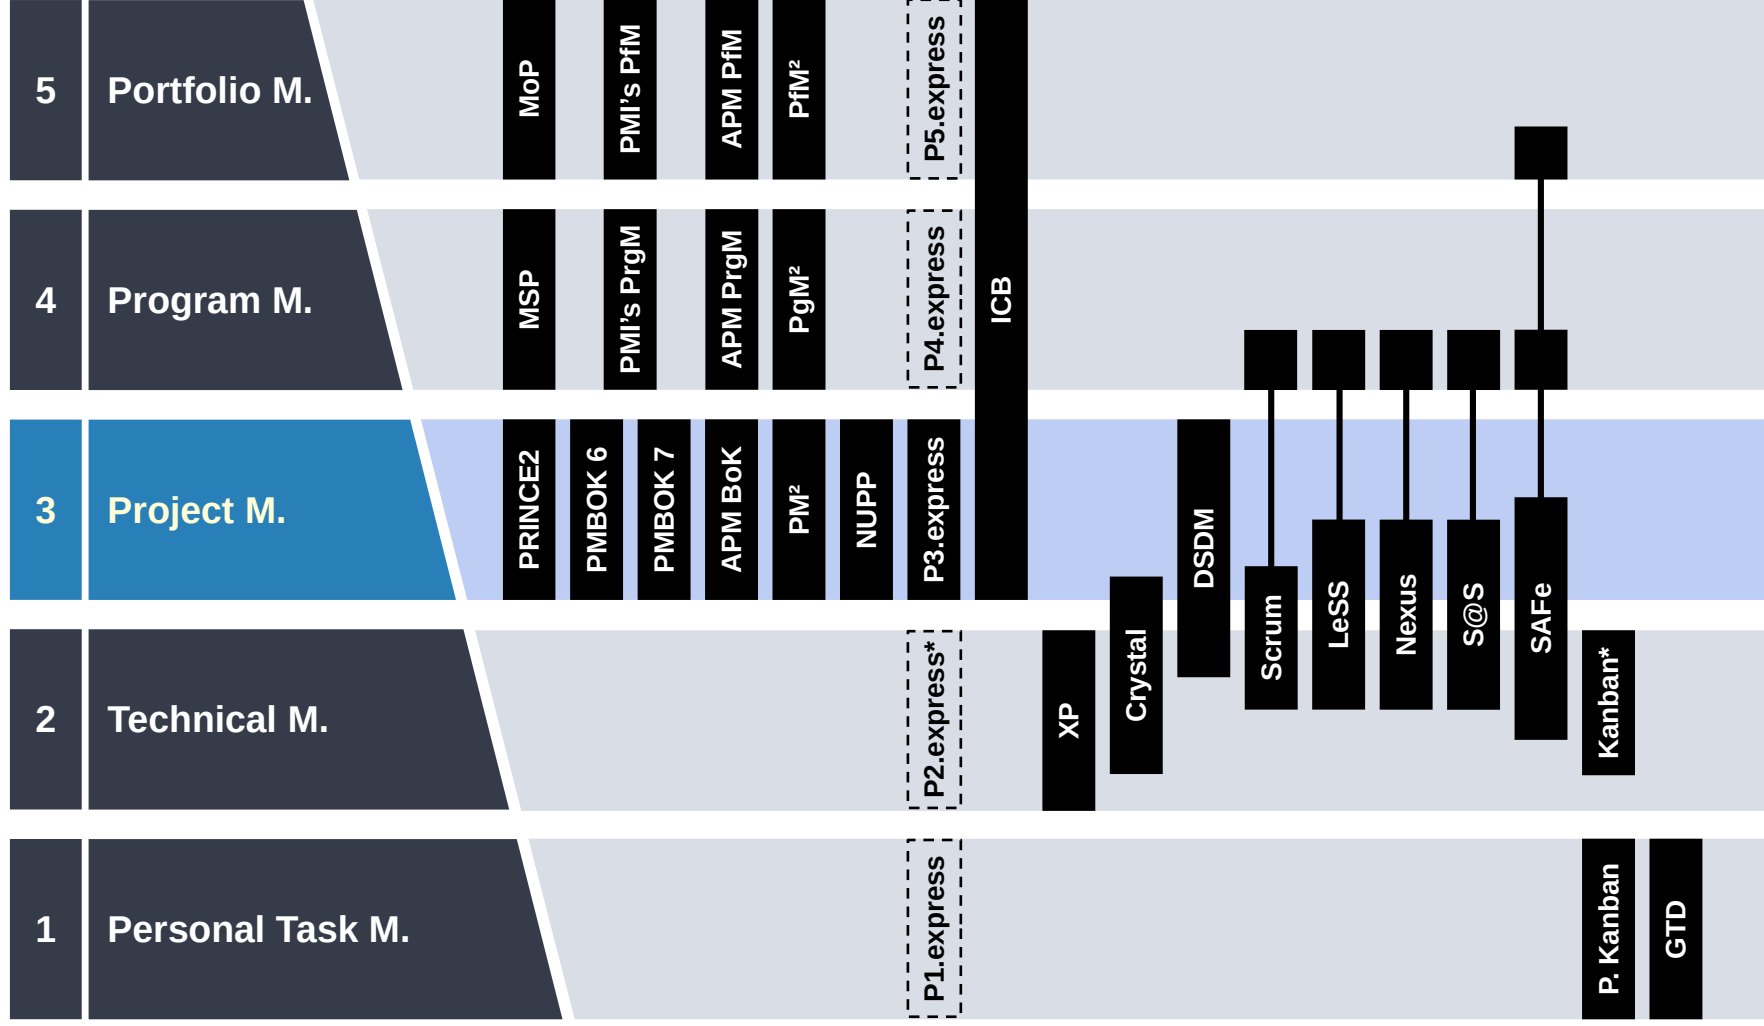 5
Portfolio M.
MoP
PMI’s PfM
APM PfM
PfM²
P5.express
4
Program M.
MSP
PMI’s PrgM
APM PrgM
PgM²
P4.express
ICB
3
Project M.
PRINCE2
PMBOK 6
PMBOK 7
APM BoK
PM²
NUPP
P3.express
DSDM
Scrum
LeSS
Nexus
S@S
SAFe
2
Technical M.
P2.express*
XP
Crystal
Kanban*
1
Personal Task M.
P1.express
P. Kanban
GTD